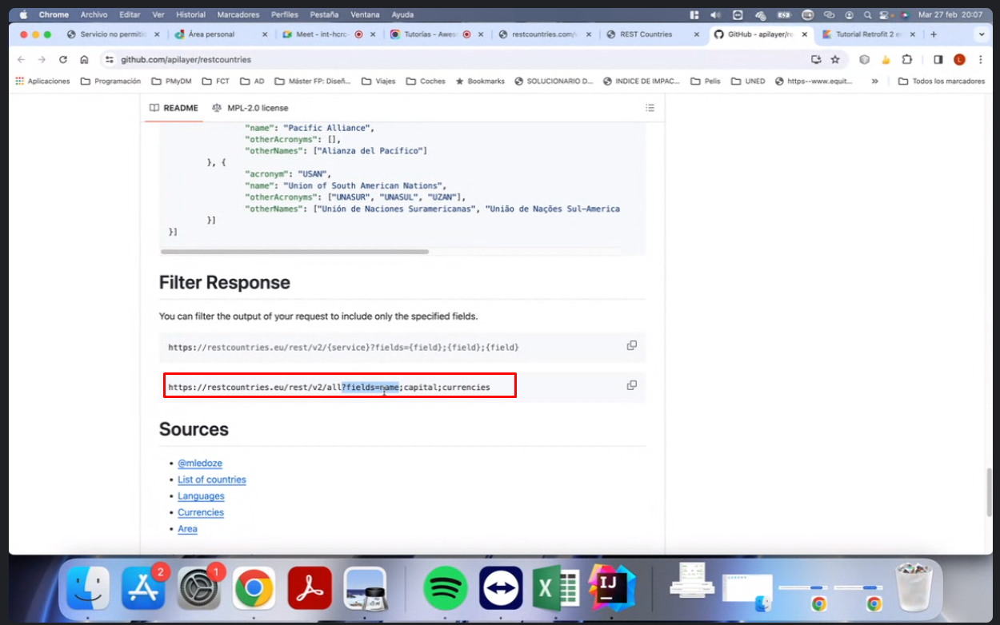 Chrome Archivo Editar Ver Historial Marcadores Perfiles Pestaña Ventana Ayuda Mar 27 feb 20:07
Servicio no permitic Área personal Meet - int-hcrc- Tutorías - Awes restcountries.com/ REST Countries GitHub - apilayer/re Tutorial Retrofit 2 e
github.com/apilayer/restcountries L
Aplicaciones Programación PMyDM FCT AD Máster FP: Diseñ... Viajes Coches Bookmarks SOLUCIONARIO D... INDICE DE IMPAC... Pelis UNED https--www.equit... » Todos los marcadores
README MPL-2.0 license
"name": "Pacific Alliance",
"otherAcronyms": [],
"otherNames": ["Alianza del Pacífico"]
}, {
"acronym": "USAN",
"name": "Union of South American Nations",
"otherAcronyms": ["UNASUR", "UNASUL", "UZAN"],
"otherNames": ["Unión de Naciones Suramericanas", "União de Nações Sul-America
}]
}]
Filter Response
You can filter the output of your request to include only the specified fields.
https://restcountries.eu/rest/v2/{service}?fields={field};{field};{field}
https://restcountries.eu/rest/v2/all?fields=name;capital;currencies
Sources
• @mledoze
• List of countries
• Languages
• Currencies
• Area
2 1 IJ